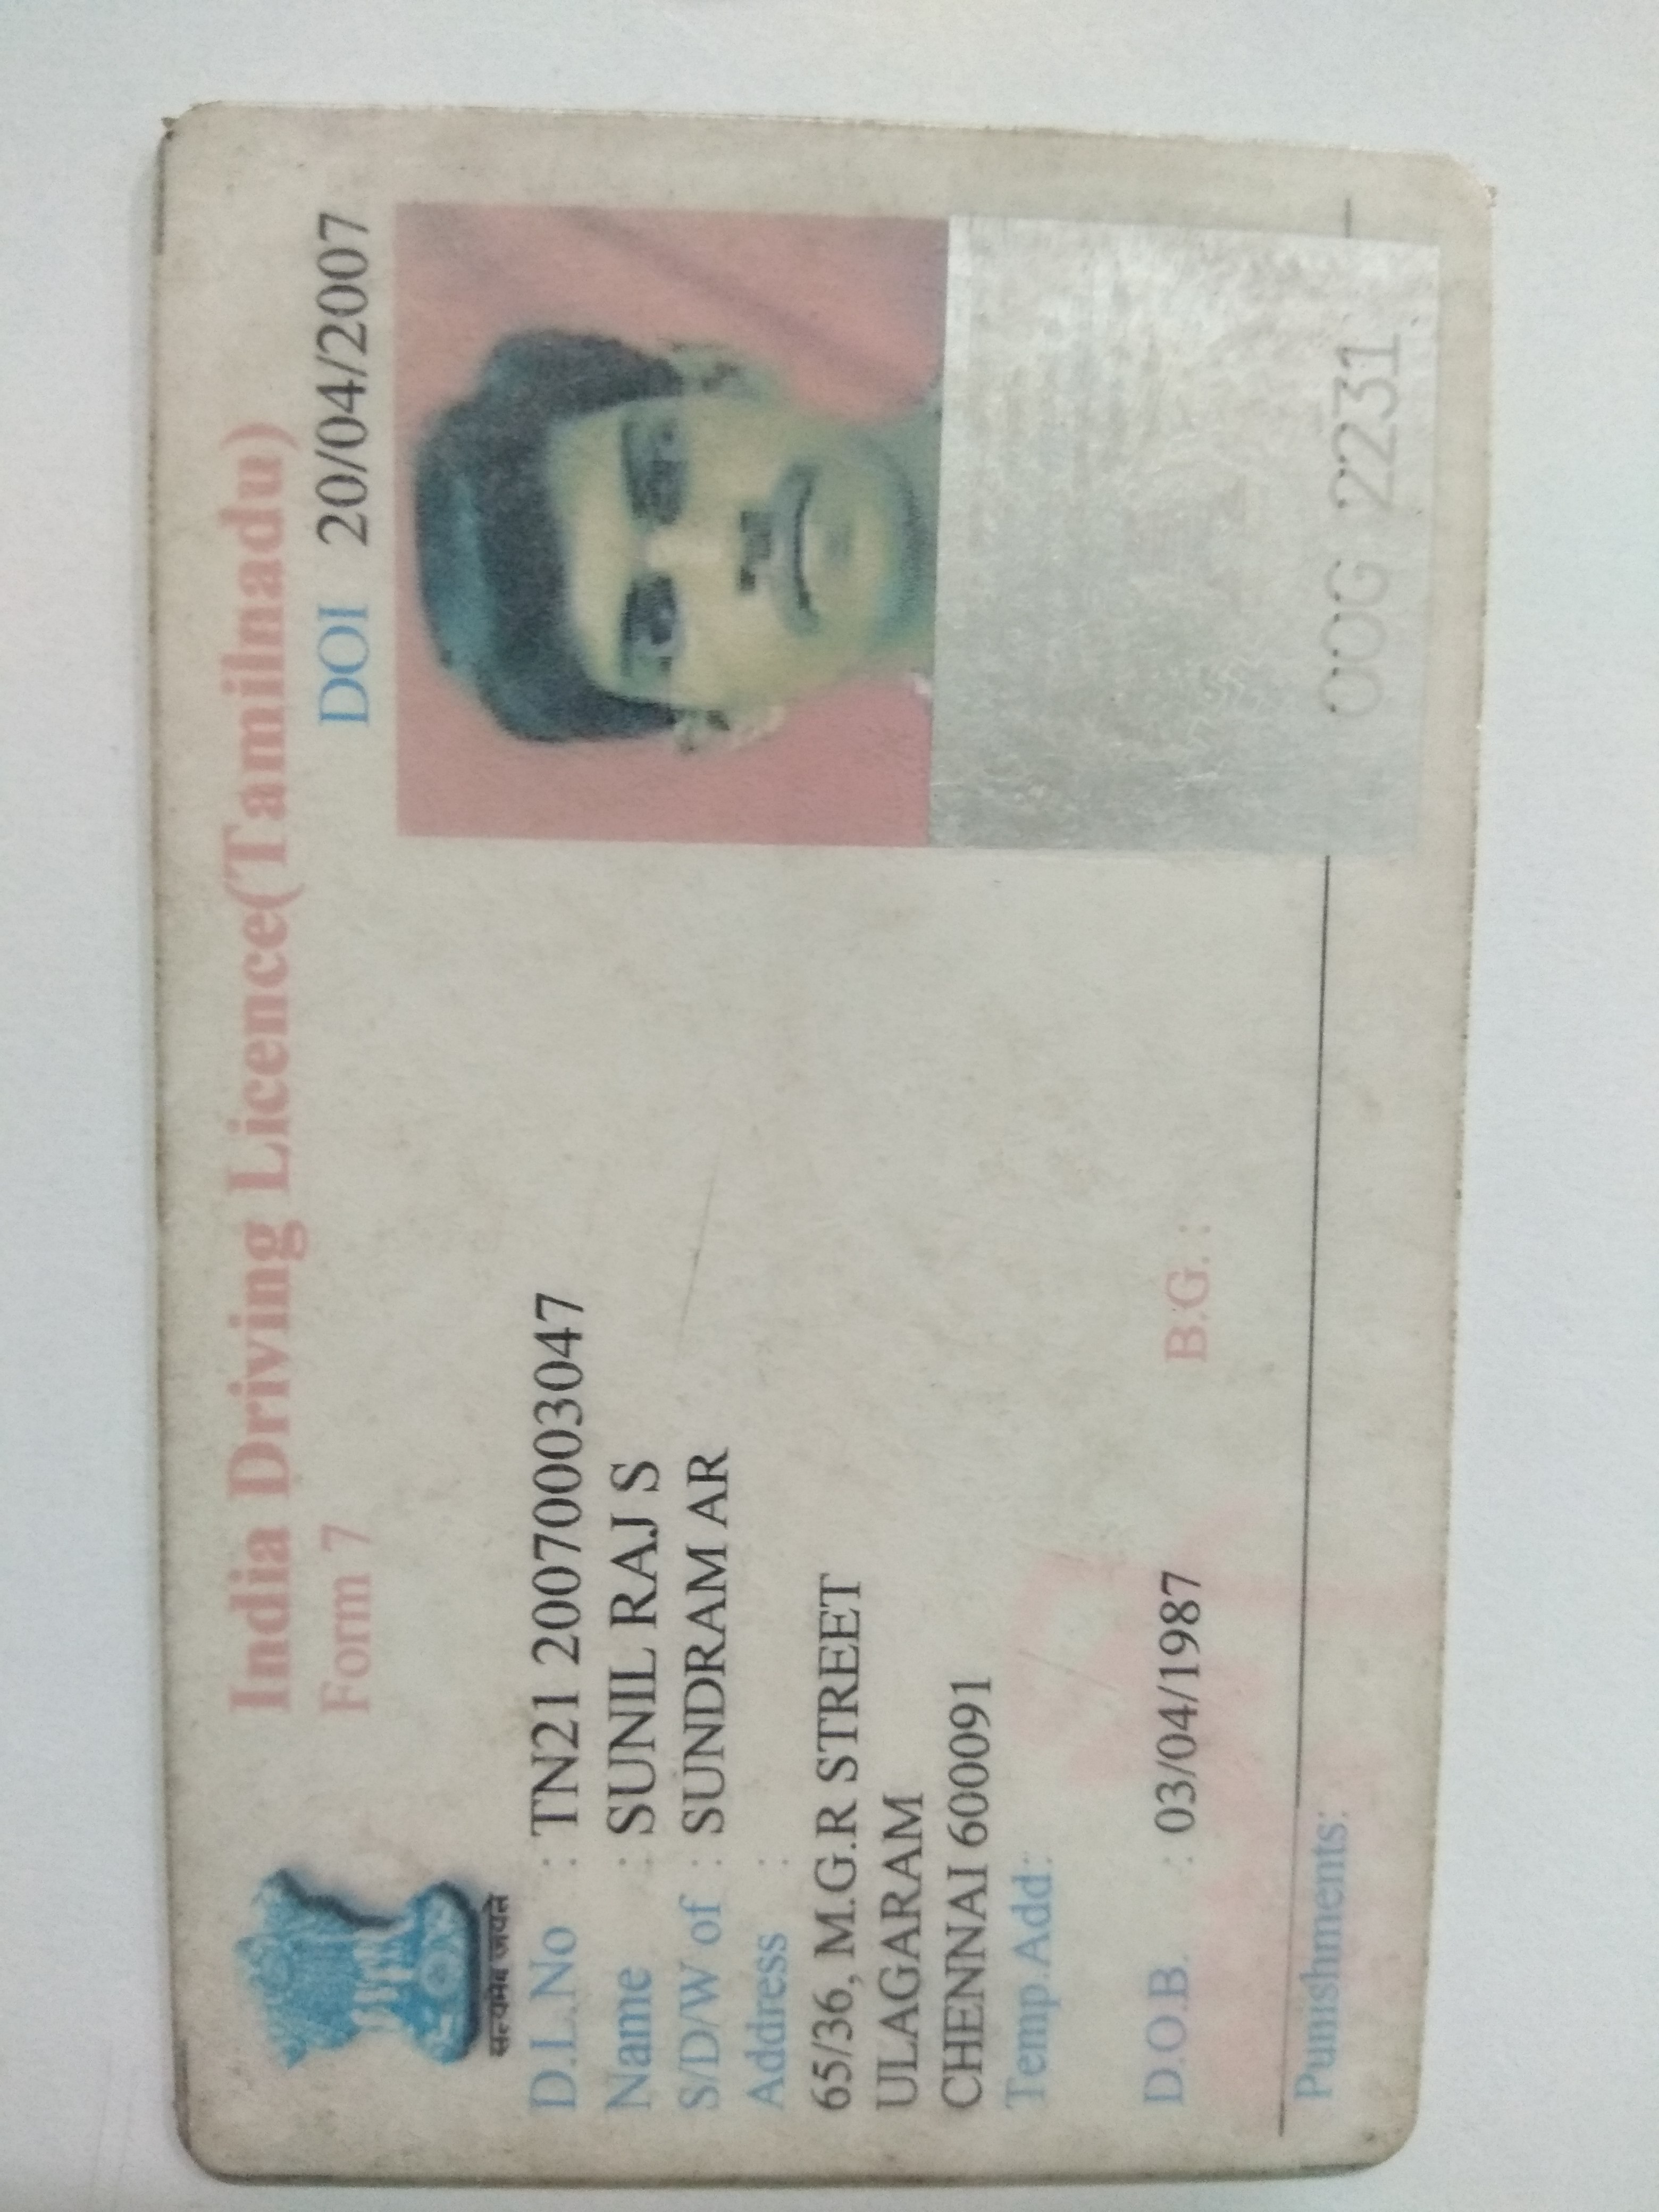 India Driving Licence(Tamilnadu)
Form 7
DOI 20/04/2007
सत्यमेव जयते
D.L.No : TN21 20070003047
Name : SUNIL RAJ S
S/D/W of : SUNDRAM AR
Address :
65/36, M.G.R STREET
ULAGARAM
CHENNAI 600091
Temp.Add:
D.O.B. : 03/04/1987 B.G. :
Punishments:
OOG 2231